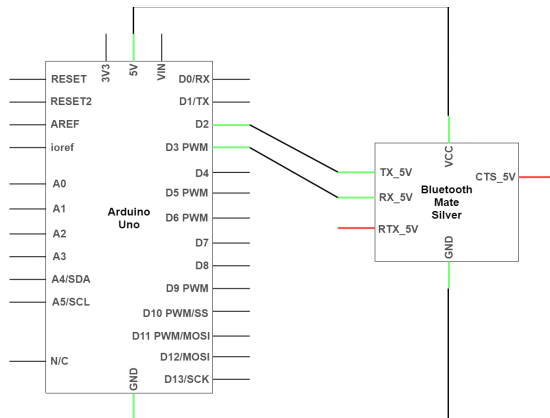 3V3
5V
VIN
RESET
RESET2
AREF
ioref
A0
A1
A2
A3
A4/SDA
A5/SCL
N/C
Arduino
Uno
D0/RX
D1/TX
D2
D3 PWM
D4
D5 PWM
D6 PWM
D7
D8
D9 PWM
D10 PWM/SS
D11 PWM/MOSI
D12/MOSI
D13/SCK
GND
VCC
TX_5V
RX_5V
RTX_5V
Bluetooth
Mate
Silver
CTS_5V
GND